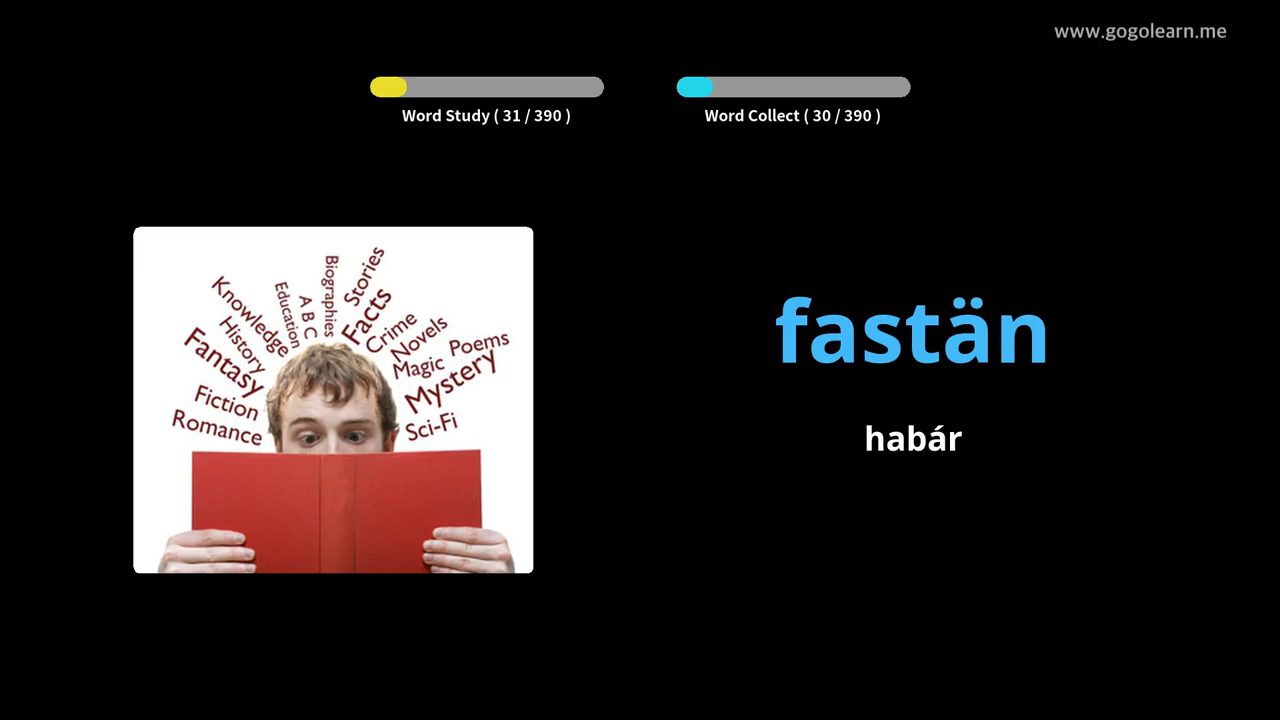 www.gogolearn.me
Word Study ( 31 / 390 )
Word Collect ( 30 / 390 )
Knowledge
Education
A B C
Biographies
Stories
Facts
History
Crime
Novels
Fantasy
Magic
Poems
Fiction
Mystery
Romance
Sci-Fi
fastän
habár